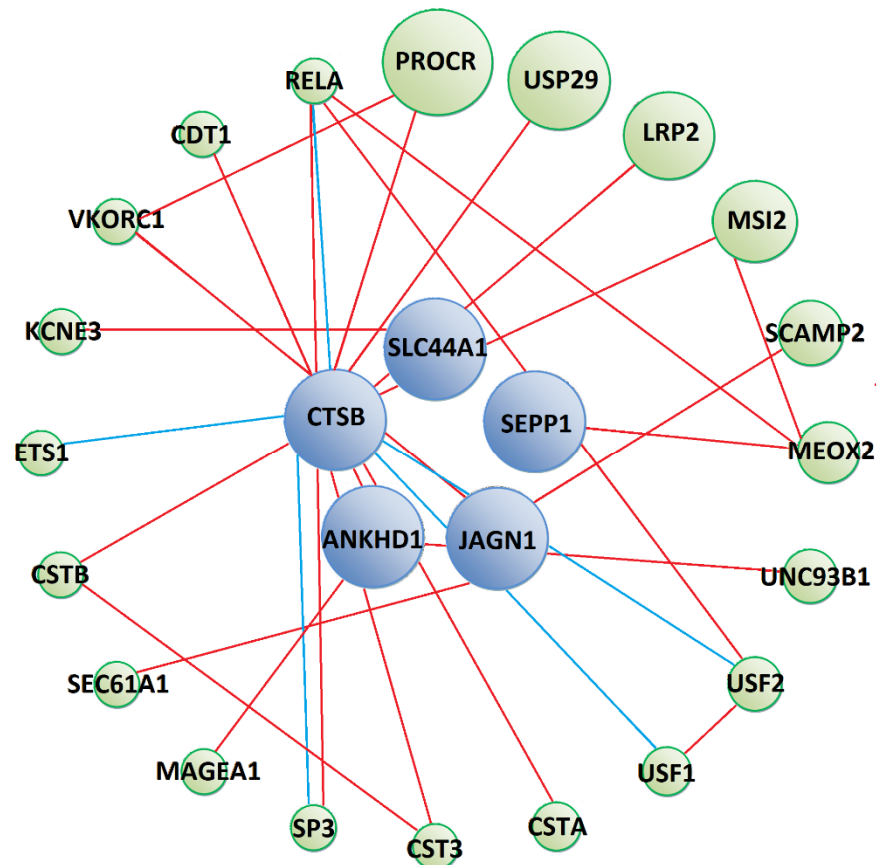 PROCR
RELA
USP29
LRP2
CDT1
VKORC1
MSI2
KCNE3
SLC44A1
SCAMP2
CTSB
SEPP1
ETS1
MEOX2
ANKHD1
JAGN1
CSTB
UNC93B1
SEC61A1
USF2
MAGEA1
USF1
SP3
CSTA
CST3